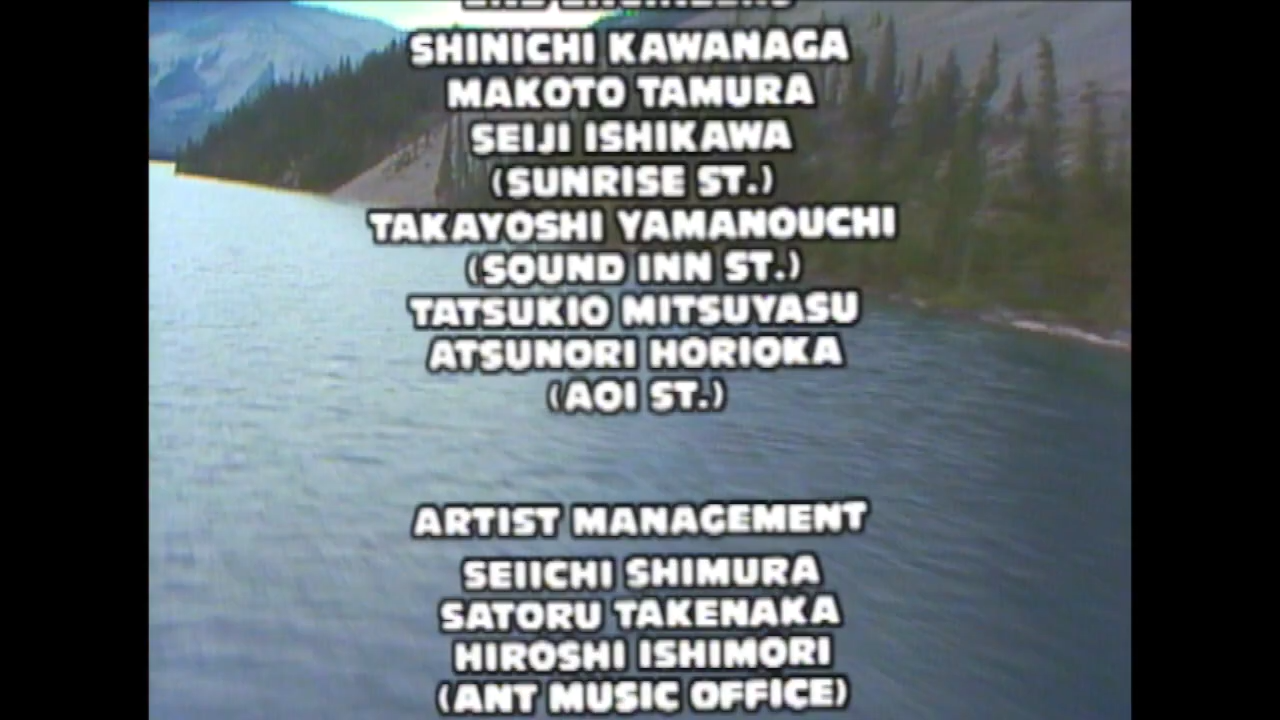 SHINICHI KAWANAGA
MAKOTO TAMURA
SEIJI ISHIKAWA
(SUNRISE ST.)
TAKAYOSHI YAMANOUCHI
(SOUND INN ST.)
TATSUKIO MITSUYASU
ATSUNORI HORIOKA
(AOI ST.)
ARTIST MANAGEMENT
SEIICHI SHIMURA
SATORU TAKENAKA
HIROSHI ISHIMORI
(ANT MUSIC OFFICE)